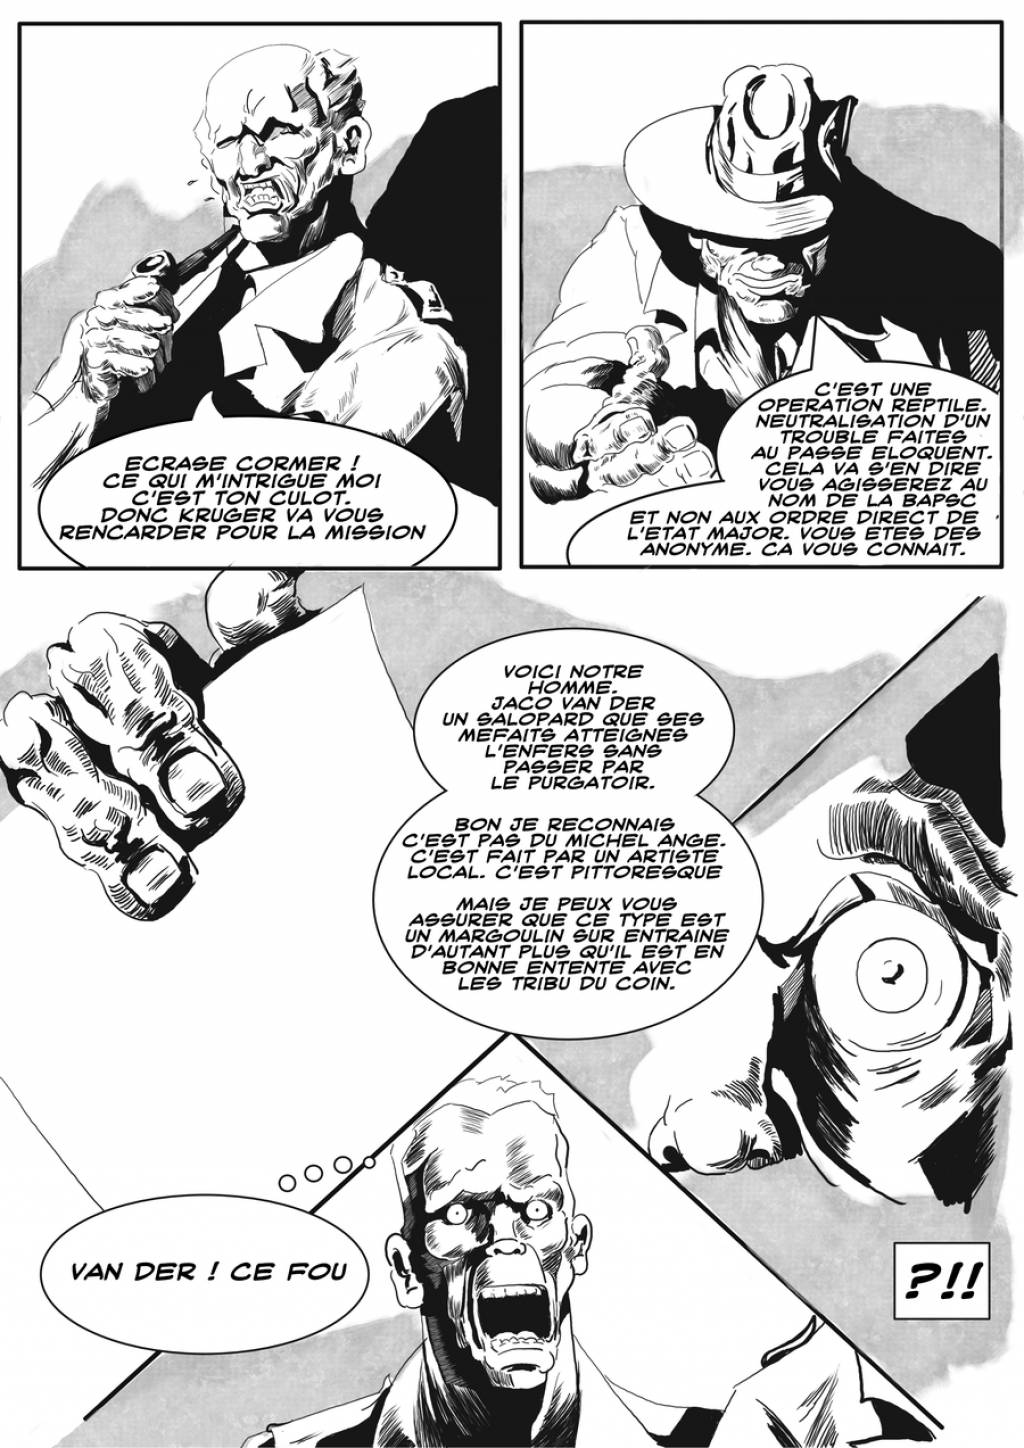 ECRASE CORMER !
CE QUI M'INTRIGUE MOI
C'EST TON CULOT.
DONC KRUGER VA VOUS
RENCARDER POUR LA MISSION
C'EST UNE
OPERATION REPTILE.
NEUTRALISATION D'UN
TROUBLE FAITES
AU PASSE ELOQUENT.
CELA VA S'EN DIRE
VOUS AGISSEREZ AU
NOM DE LA BAPSC
ET NON AUX ORDRE DIRECT DE
L'ETAT MAJOR. VOUS ETES DES
ANONYME. CA VOUS CONNAIT.
VOICI NOTRE
HOMME.
JACO VAN DER
UN SALOPARD QUE SES
MEFAITS ATTEIGNES
L'ENFERS SANS
PASSER PAR
LE PURGATOIR.
BON JE RECONNAIS
C'EST PAS DU MICHEL ANGE.
C'EST FAIT PAR UN ARTISTE
LOCAL. C'EST PITTORESQUE
MAIS JE PEUX VOUS
ASSURER QUE CE TYPE EST
UN MARGOULIN SUR ENTRAINE
D'AUTANT PLUS QU'IL EST EN
BONNE ENTENTE AVEC
LES TRIBU DU COIN.
VAN DER ! CE FOU
?!!